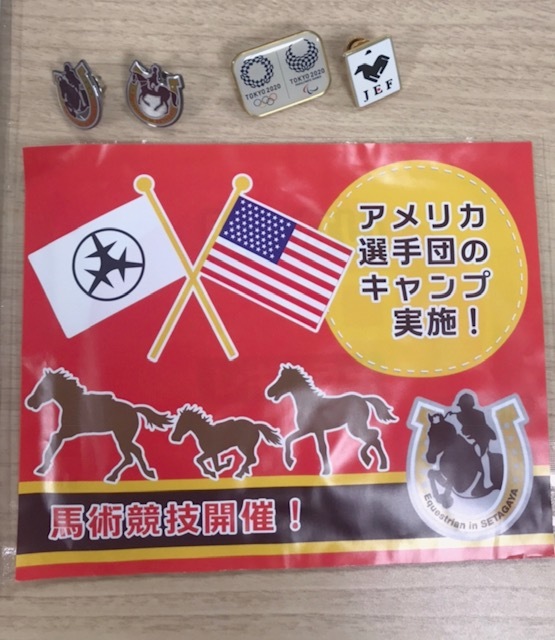 TOKYO 2020
TOKYO 2020
JEF
アメリカ
選手団の
キャンプ
実施！
Equestrian in SETAGAYA
馬術競技開催！